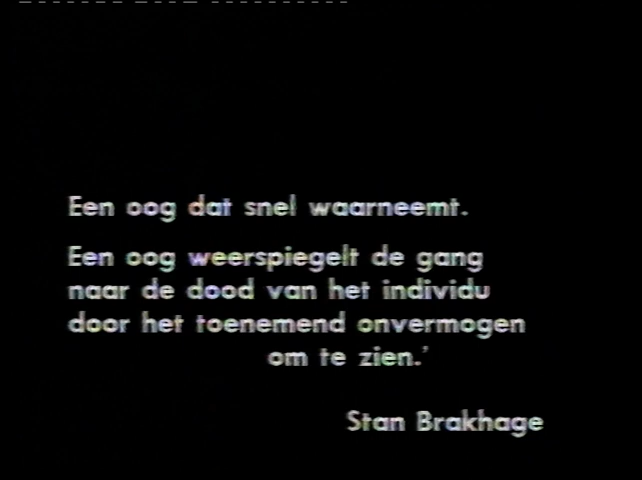 Een oog dat snel waarneemt.
Een oog weerspiegelt de gang
naar de dood van het individu
door het toenemend onvermogen
om te zien.'
Stan Brakhage